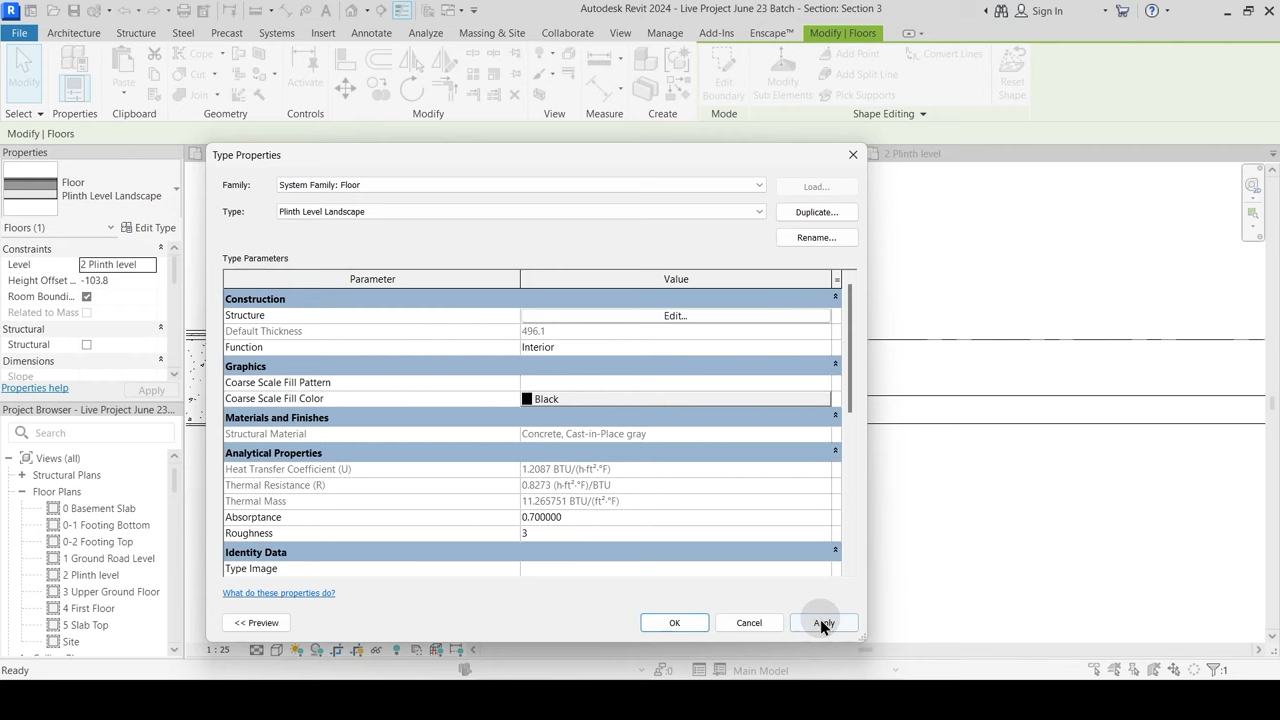 Autodesk Revit 2024 - Live Project June 23 Batch - Section: Section 3
Sign In
File Architecture Structure Steel Precast Systems Insert Annotate Analyze Massing & Site Collaborate View Manage Add-Ins Enscape™ Modify | Floors
Modify
Paste
Cope
Cut
Join
Activate
Edit
Boundary
Modify
Sub Elements
Add Point
Add Split Line
Pick Supports
Convert Lines
Reset
Shape
Select Properties Clipboard Geometry Controls Modify View Measure Create Mode Shape Editing
Modify | Floors
Properties
2 Plinth level
Floor
Plinth Level Landscape
Floors (1)
Edit Type
Constraints
Level 2 Plinth level
Height Offset ... -103.8
Room Boundi...
Related to Mass
Structural
Structural
Dimensions
Slope
Properties help
Apply
Project Browser - Live Project June 23...
Search
Views (all)
Structural Plans
Floor Plans
0 Basement Slab
0-1 Footing Bottom
0-2 Footing Top
1 Ground Road Level
2 Plinth level
3 Upper Ground Floor
4 First Floor
5 Slab Top
Site
Type Properties
Family: System Family: Floor
Load...
Type: Plinth Level Landscape
Duplicate...
Rename...
Type Parameters
Parameter Value =
Construction
Structure Edit...
Default Thickness 496.1
Function Interior
Graphics
Coarse Scale Fill Pattern
Coarse Scale Fill Color Black
Materials and Finishes
Structural Material Concrete, Cast-in-Place gray
Analytical Properties
Heat Transfer Coefficient (U) 1.2087 BTU/(h·ft²·°F)
Thermal Resistance (R) 0.8273 (h·ft²·°F)/BTU
Thermal Mass 11.265751 BTU/(ft²·°F)
Absorptance 0.700000
Roughness 3
Identity Data
Type Image
What do these properties do?
<< Preview OK Cancel Apply
1 : 25
Ready
:0
Main Model
:1